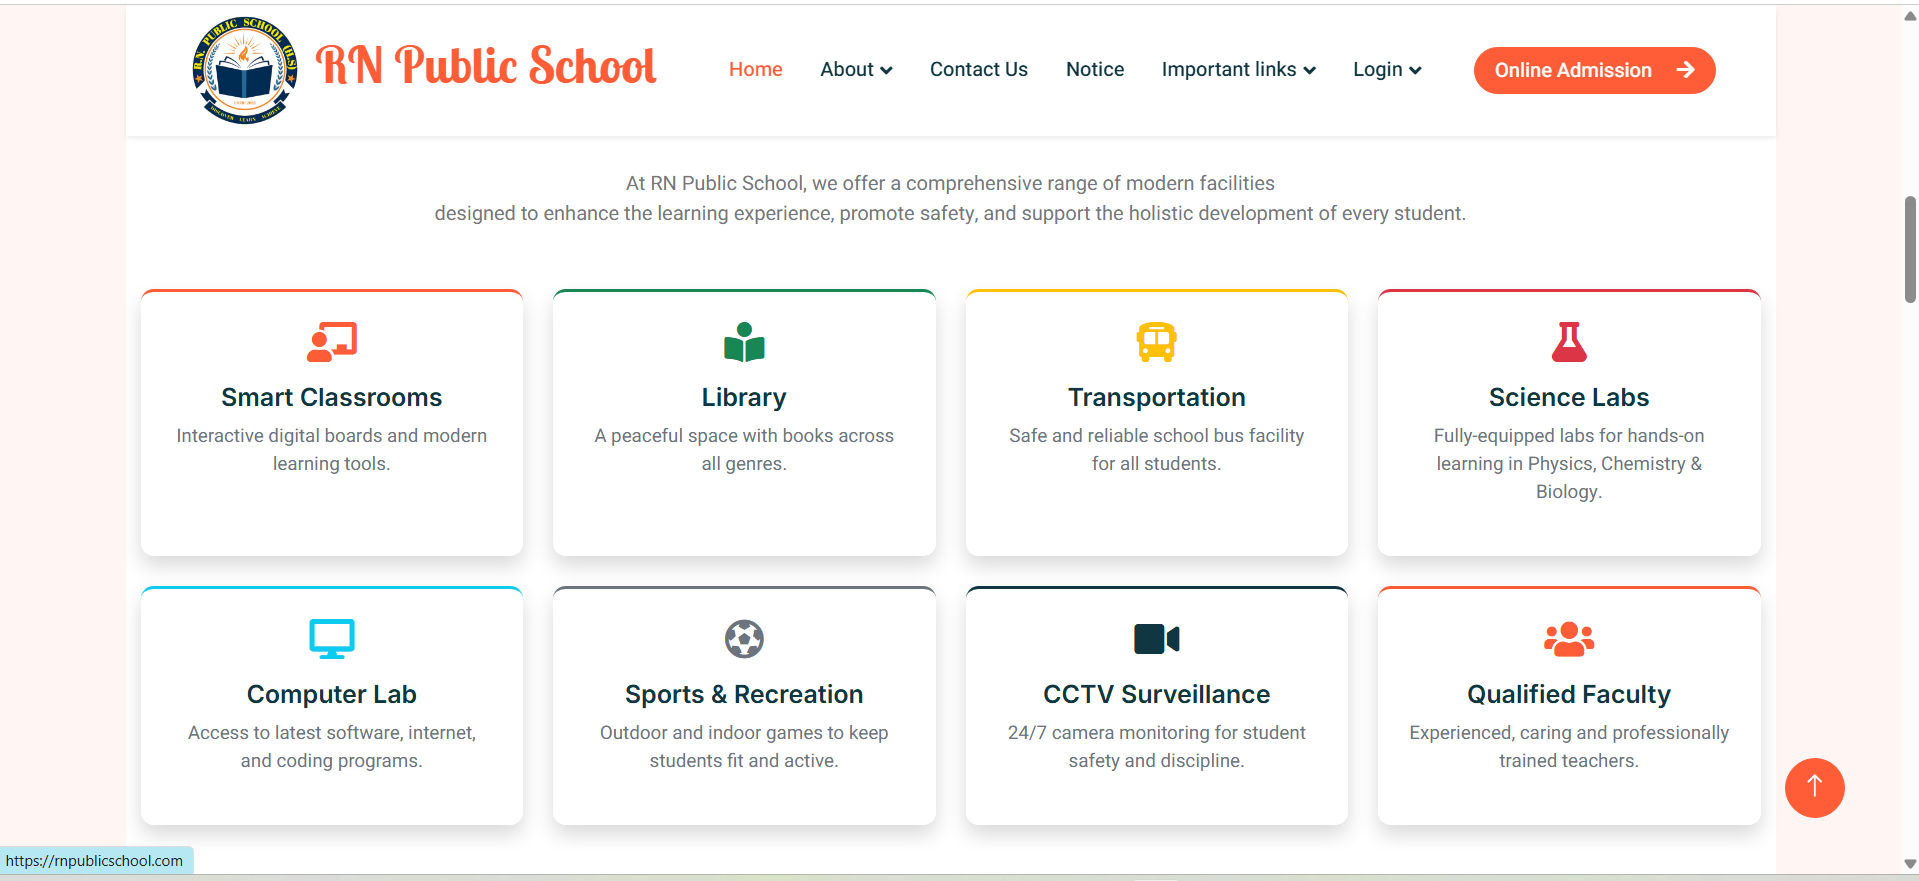 R.N. PUBLIC SCHOOL (H.S)
DISCOVER LEARN ACHIEVE
RN Public School
Home
About
Contact Us
Notice
Important links
Login
Online Admission
At RN Public School, we offer a comprehensive range of modern facilities
designed to enhance the learning experience, promote safety, and support the holistic development of every student.
Smart Classrooms
Interactive digital boards and modern
learning tools.
Library
A peaceful space with books across
all genres.
Transportation
Safe and reliable school bus facility
for all students.
Science Labs
Fully-equipped labs for hands-on
learning in Physics, Chemistry &
Biology.
Computer Lab
Access to latest software, internet,
and coding programs.
Sports & Recreation
Outdoor and indoor games to keep
students fit and active.
CCTV Surveillance
24/7 camera monitoring for student
safety and discipline.
Qualified Faculty
Experienced, caring and professionally
trained teachers.
https://rnpublicschool.com